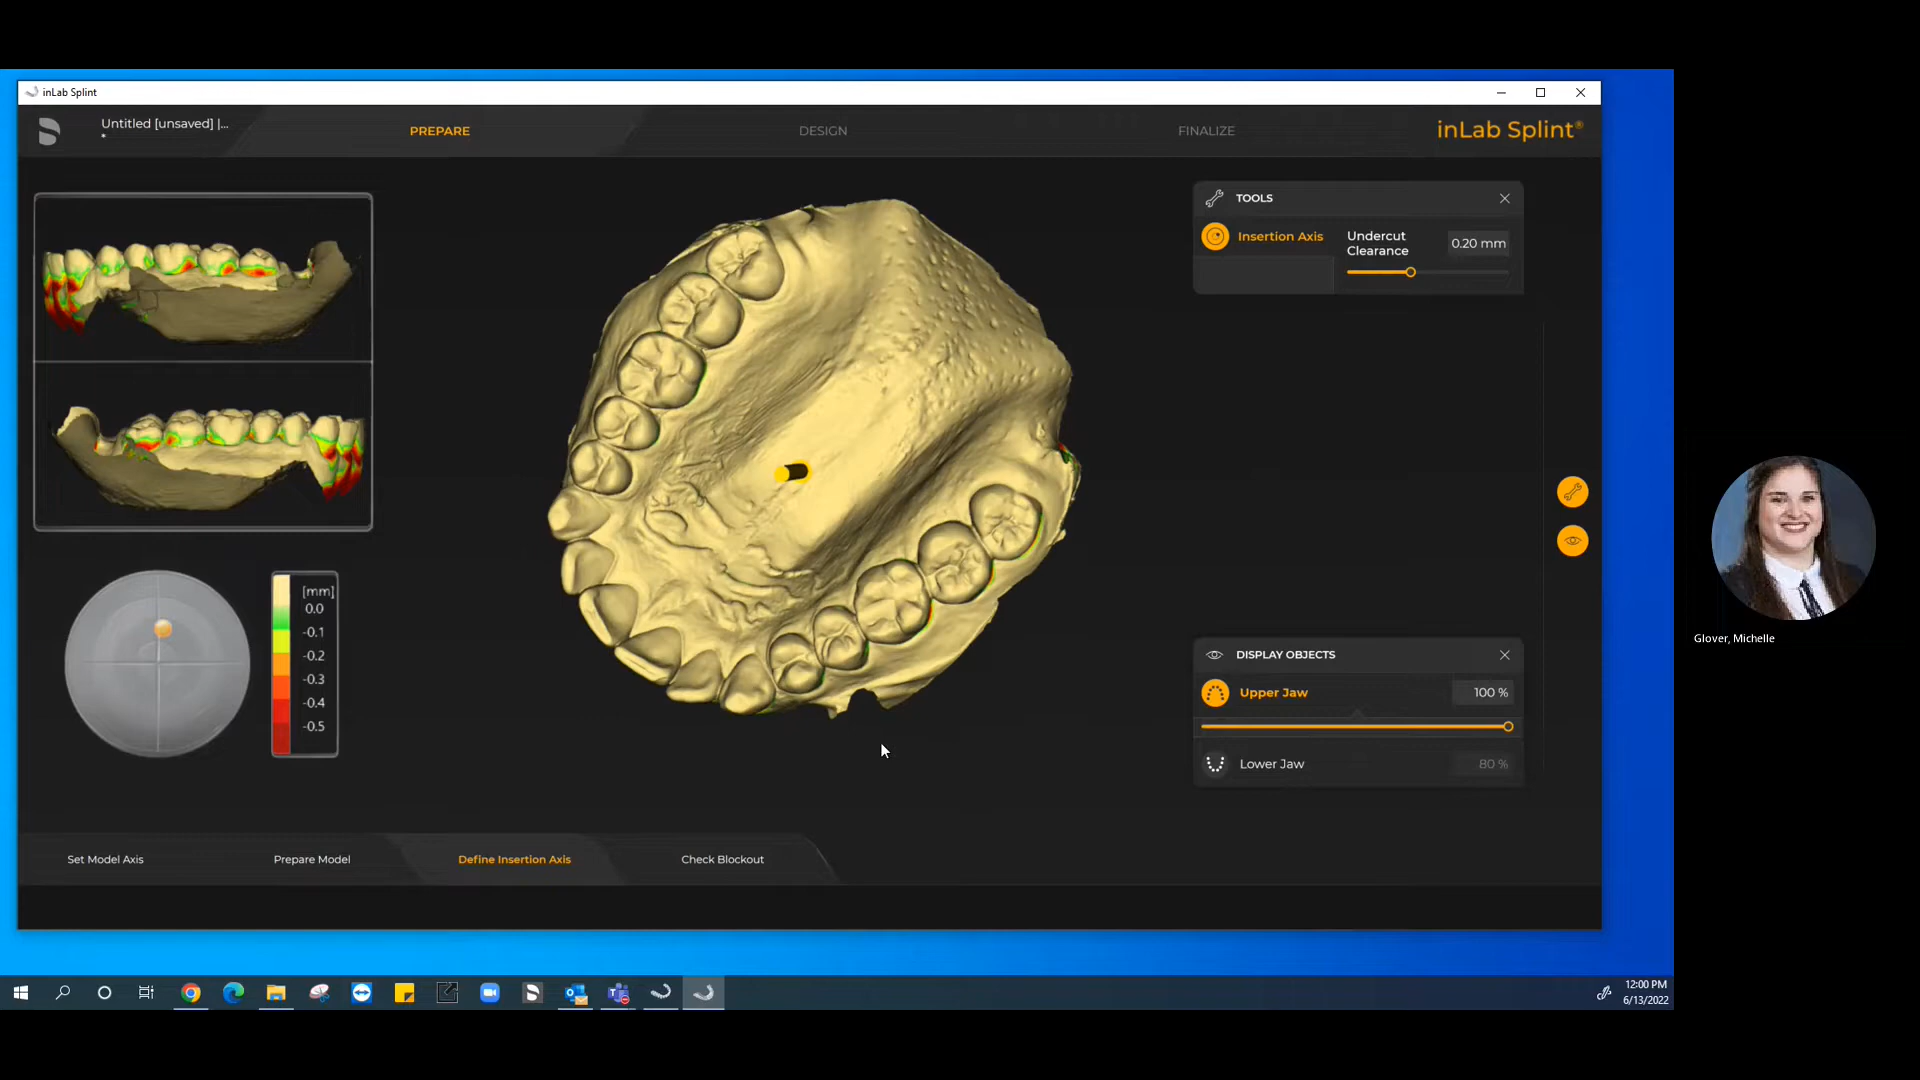 inLab Splint
Untitled [unsaved] |...
*
PREPARE
DESIGN
FINALIZE
inLab Splint®
TOOLS
Insertion Axis
Undercut
Clearance
0.20 mm
[mm]
0.0
-0.1
-0.2
-0.3
-0.4
-0.5
DISPLAY OBJECTS
Upper Jaw
100 %
Lower Jaw
80 %
Glover, Michelle
Set Model Axis
Prepare Model
Define Insertion Axis
Check Blockout
12:00 PM
6/13/2022